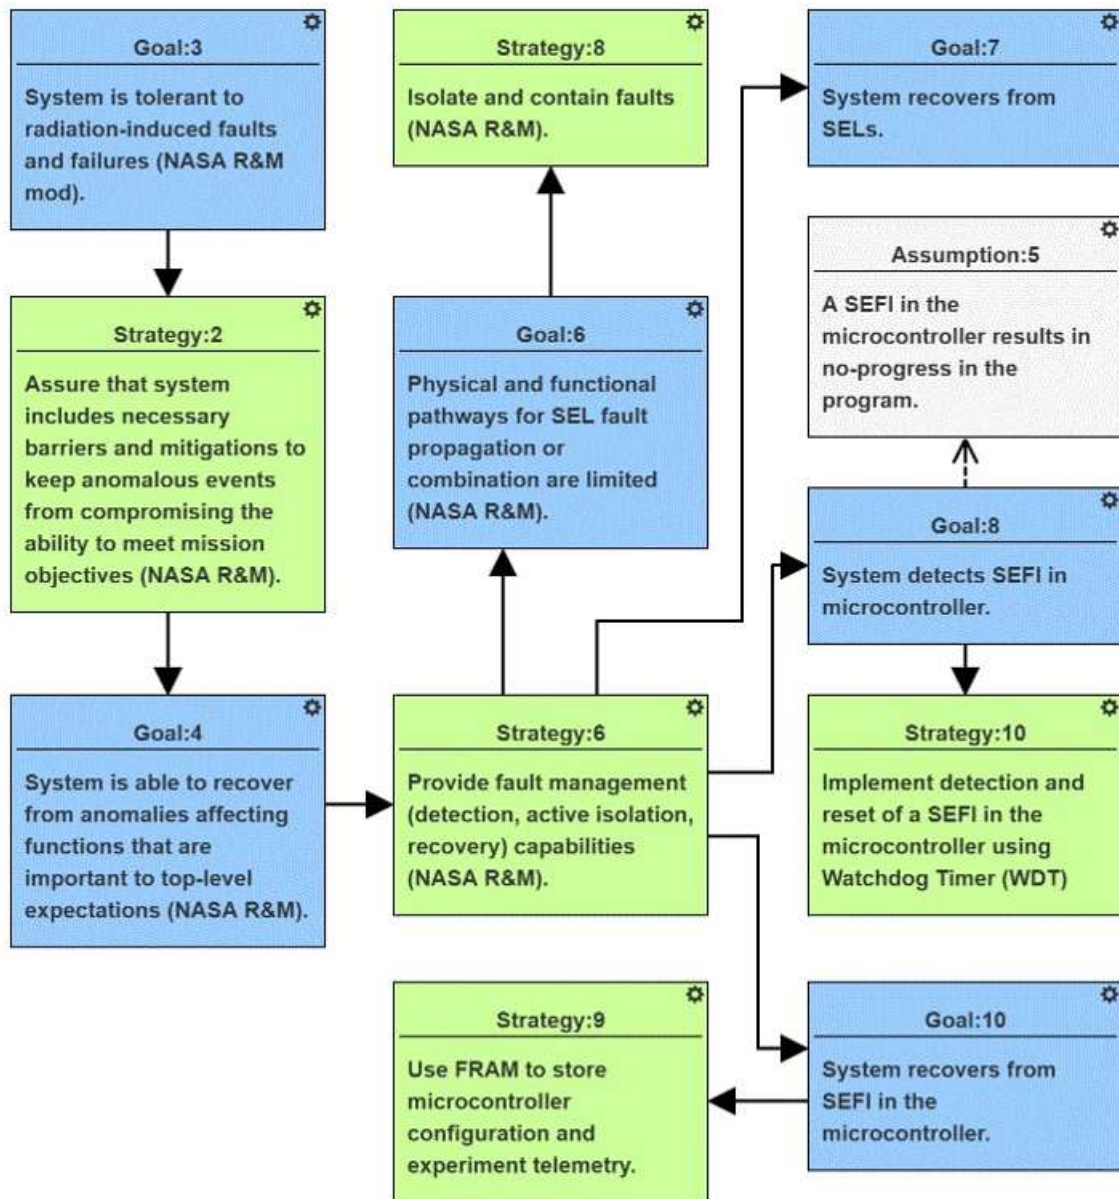 Goal:3
System is tolerant to
radiation-induced faults
and failures (NASA R&M
mod).
Strategy:2
Assure that system
includes necessary
barriers and mitigations to
keep anomalous events
from compromising the
ability to meet mission
objectives (NASA R&M).
Goal:4
System is able to recover
from anomalies affecting
functions that are
important to top-level
expectations (NASA R&M).
Strategy:8
Isolate and contain faults
(NASA R&M).
Goal:6
Physical and functional
pathways for SEL fault
propagation or
combination are limited
(NASA R&M).
Strategy:6
Provide fault management
(detection, active isolation,
recovery) capabilities
(NASA R&M).
Strategy:9
Use FRAM to store
microcontroller
configuration and
experiment telemetry.
Goal:7
System recovers from
SELs.
Assumption:5
A SEFI in the
microcontroller results in
no-progress in the
program.
Goal:8
System detects SEFI in
microcontroller.
Strategy:10
Implement detection and
reset of a SEFI in the
microcontroller using
Watchdog Timer (WDT)
Goal:10
System recovers from
SEFI in the
microcontroller.